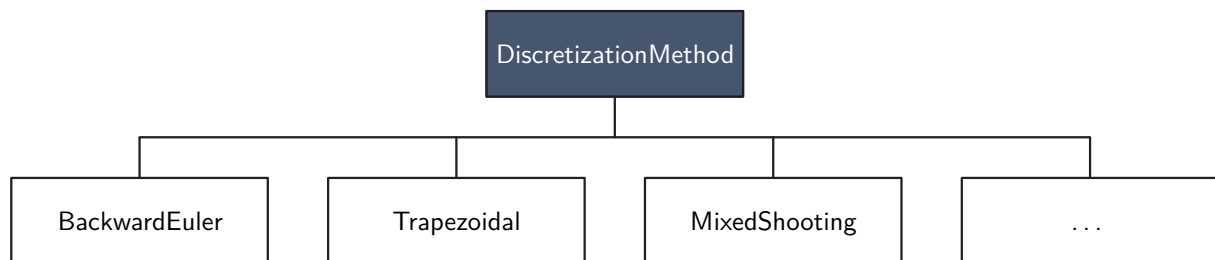 DiscretizationMethod
BackwardEuler
Trapezoidal
MixedShooting
...